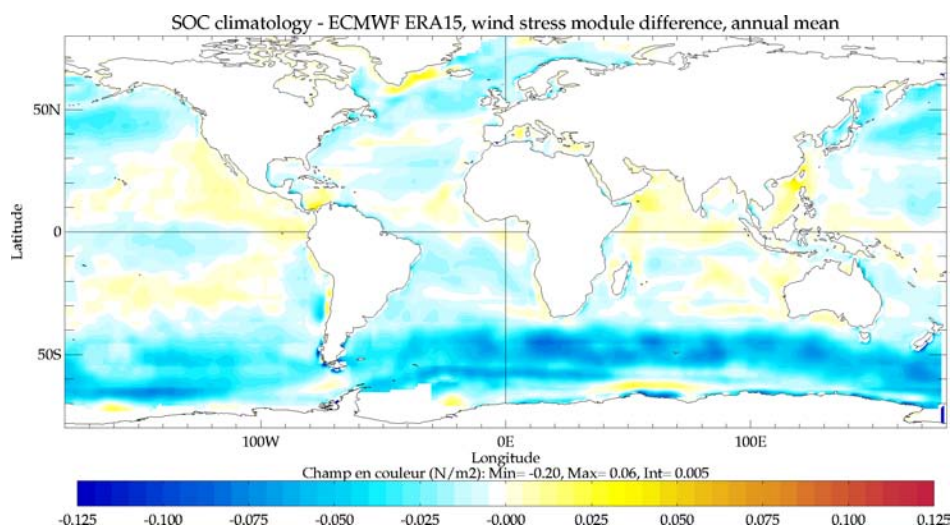 SOC climatology - ECMWF ERA15, wind stress module difference, annual mean
50N
0
50S
Latitude
100W 0E 100E
Longitude
Champ en couleur (N/m2): Min= -0.20, Max= 0.06, Int= 0.005
-0.125 -0.100 -0.075 -0.050 -0.025 -0.000 0.025 0.050 0.075 0.100 0.125